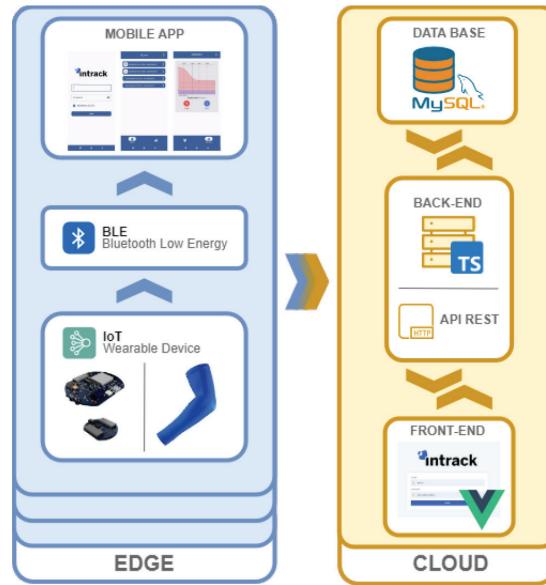 MOBILE APP
intrack
BLE
Bluetooth Low Energy
IoT
Wearable Device
EDGE
DATA BASE
MySQL
BACK-END
TS
HTTP
API REST
FRONT-END
intrack
CLOUD